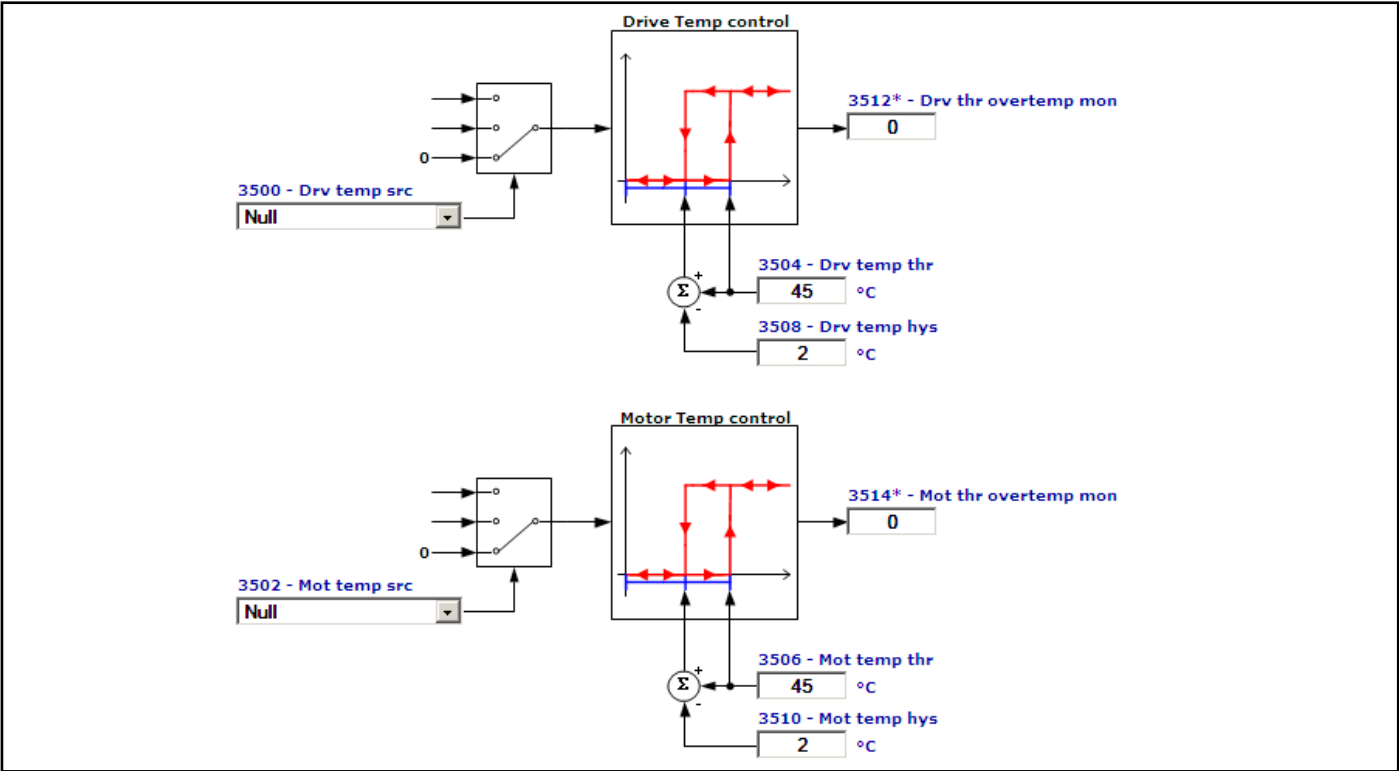 Drive Temp control
3512* - Drv thr overtemp mon
0
0
3500 - Drv temp src
Null
3504 - Drv temp thr
+
Σ
45 °C
-
3508 - Drv temp hys
2 °C
Motor Temp control
3514* - Mot thr overtemp mon
0
0
3502 - Mot temp src
Null
3506 - Mot temp thr
+
Σ
45 °C
-
3510 - Mot temp hys
2 °C